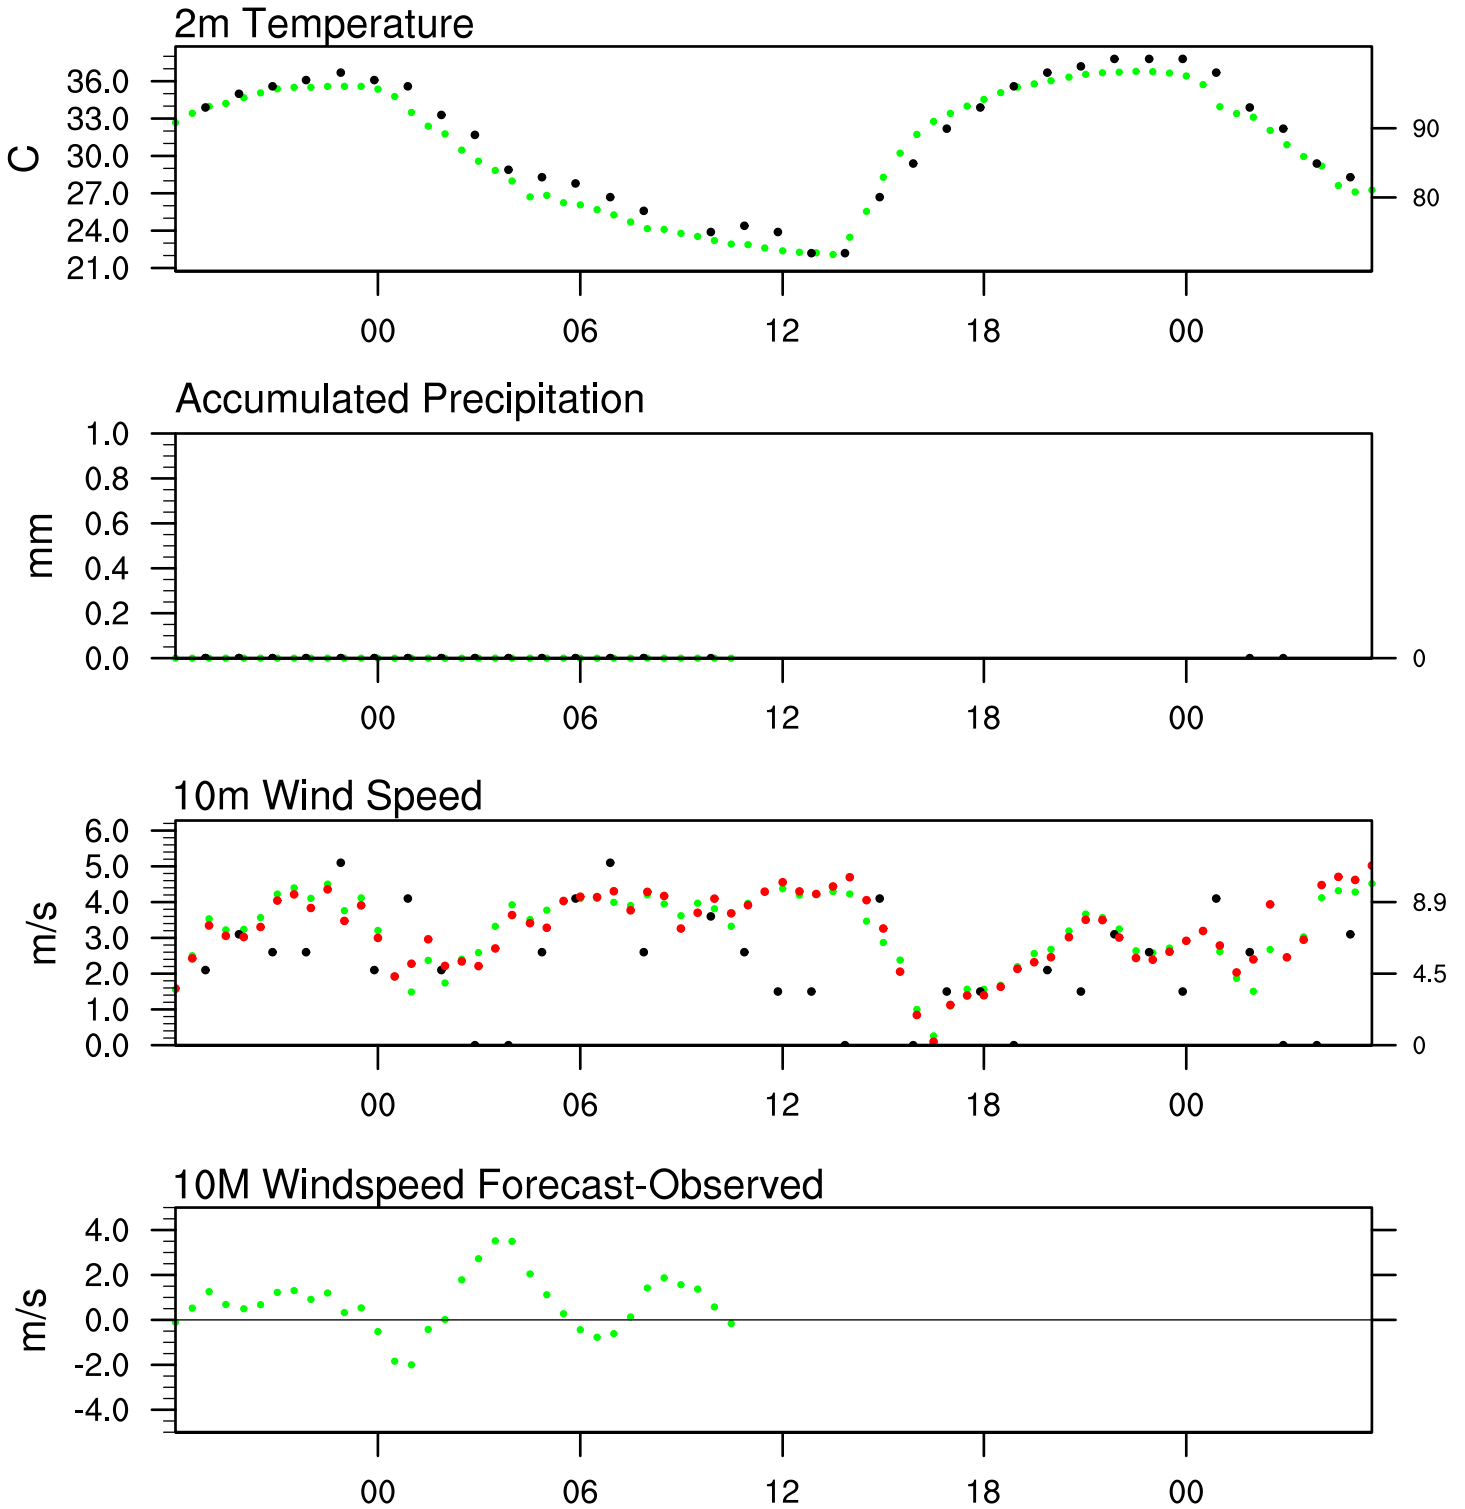 2m Temperature
36.0
33.0
30.0
27.0
24.0
21.0
C
90
80
00 06 12 18 00
Accumulated Precipitation
1.0
0.8
0.6
0.4
0.2
0.0
mm
0
00 06 12 18 00
10m Wind Speed
6.0
5.0
4.0
3.0
2.0
1.0
0.0
m/s
8.9
4.5
0
00 06 12 18 00
10M Windspeed Forecast-Observed
4.0
2.0
0.0
-2.0
-4.0
m/s
00 06 12 18 00